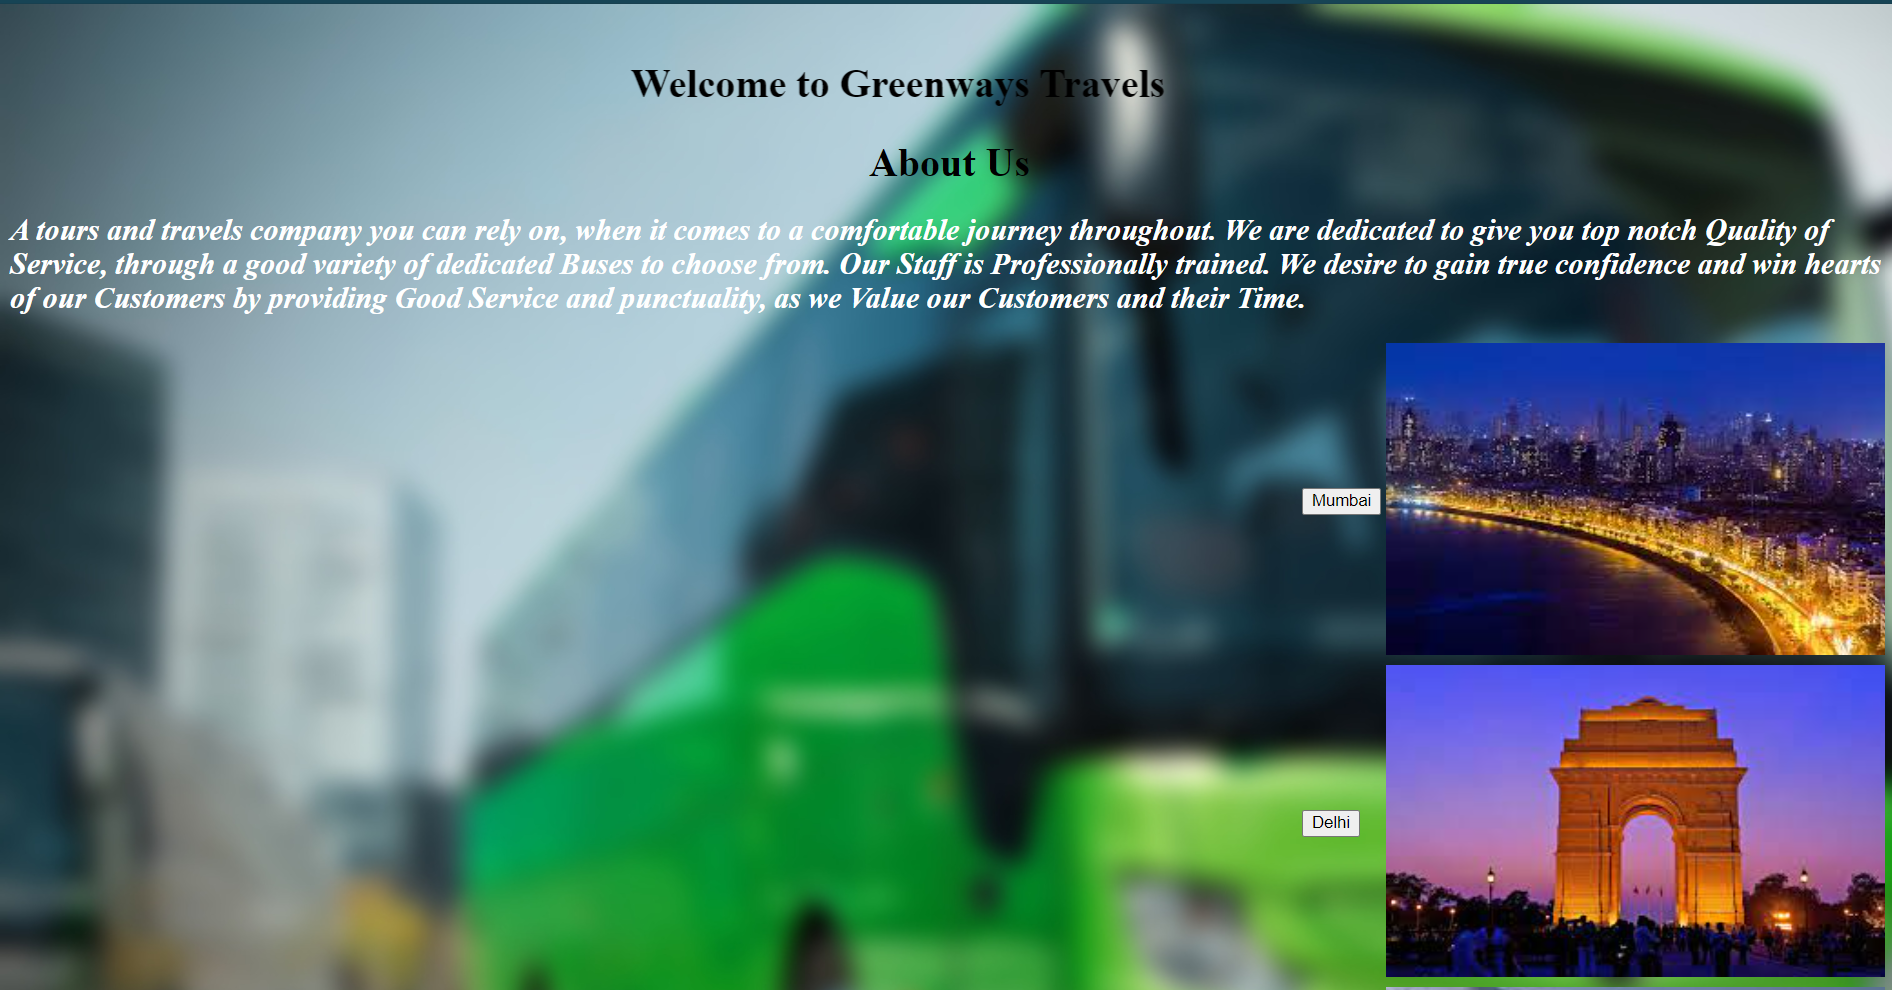 Welcome to Greenways Travels
About Us
A tours and travels company you can rely on, when it comes to a comfortable journey throughout. We are dedicated to give you top notch Quality of
Service, through a good variety of dedicated Buses to choose from. Our Staff is Professionally trained. We desire to gain true confidence and win hearts
of our Customers by providing Good Service and punctuality, as we Value our Customers and their Time.
Mumbai
Delhi